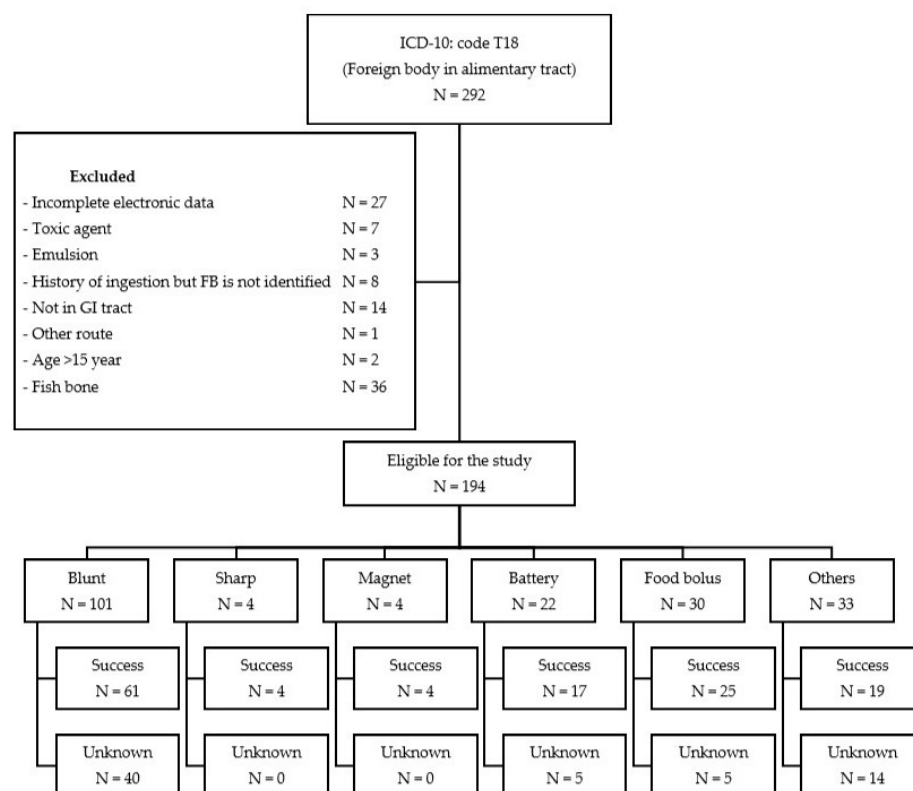 ICD-10: code T18
(Foreign body in alimentary tract)
N = 292
Excluded
- Incomplete electronic data N = 27
- Toxic agent N = 7
- Emulsion N = 3
- History of ingestion but FB is not identified N = 8
- Not in GI tract N = 14
- Other route N = 1
- Age >15 year N = 2
- Fish bone N = 36
Eligible for the study
N = 194
Blunt
N = 101
Sharp
N = 4
Magnet
N = 4
Battery
N = 22
Food bolus
N = 30
Others
N = 33
Success
N = 61
Success
N = 4
Success
N = 4
Success
N = 17
Success
N = 25
Success
N = 19
Unknown
N = 40
Unknown
N = 0
Unknown
N = 0
Unknown
N = 5
Unknown
N = 5
Unknown
N = 14